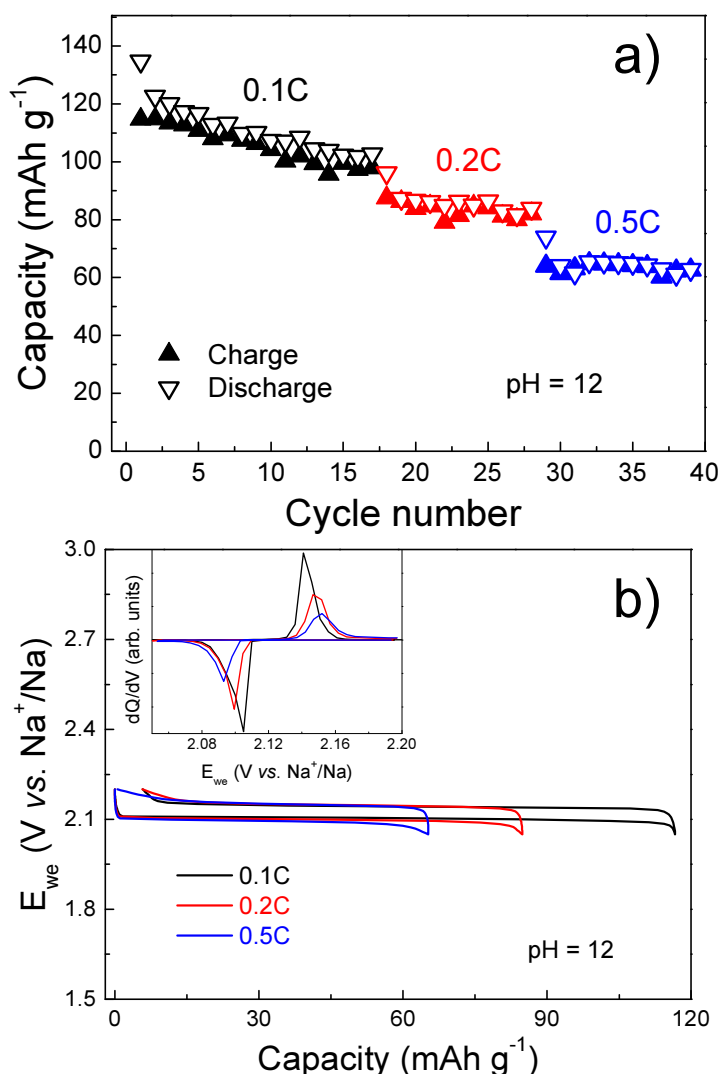 a)
140
120
100
80
60
40
20
0
Capacity (mAh g⁻¹)
0.1C
0.2C
0.5C
Charge
Discharge
pH = 12
0 5 10 15 20 25 30 35 40
Cycle number
b)
3.0
2.7
2.4
2.1
1.8
1.5
E_we (V vs. Na⁺/Na)
dQ/dV (arb. units)
2.08 2.12 2.16 2.20
E_we (V vs. Na⁺/Na)
0.1C
0.2C
0.5C
pH = 12
0 30 60 90 120
Capacity (mAh g⁻¹)